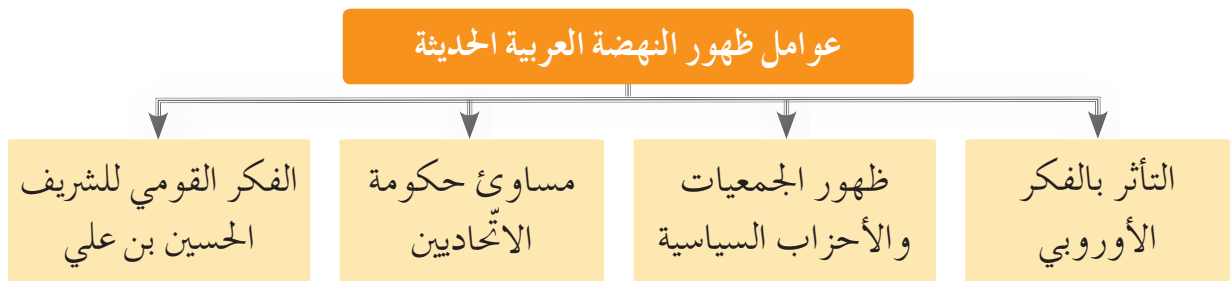 عوامل ظهور النهضة العربية الحديثة
التأثّر بالفكر
الأوروبي
ظهور الجمعيات
والأحزاب السياسية
مساوئ حكومة
الاتّحاديين
الفكر القومي للشريف
الحسين بن علي